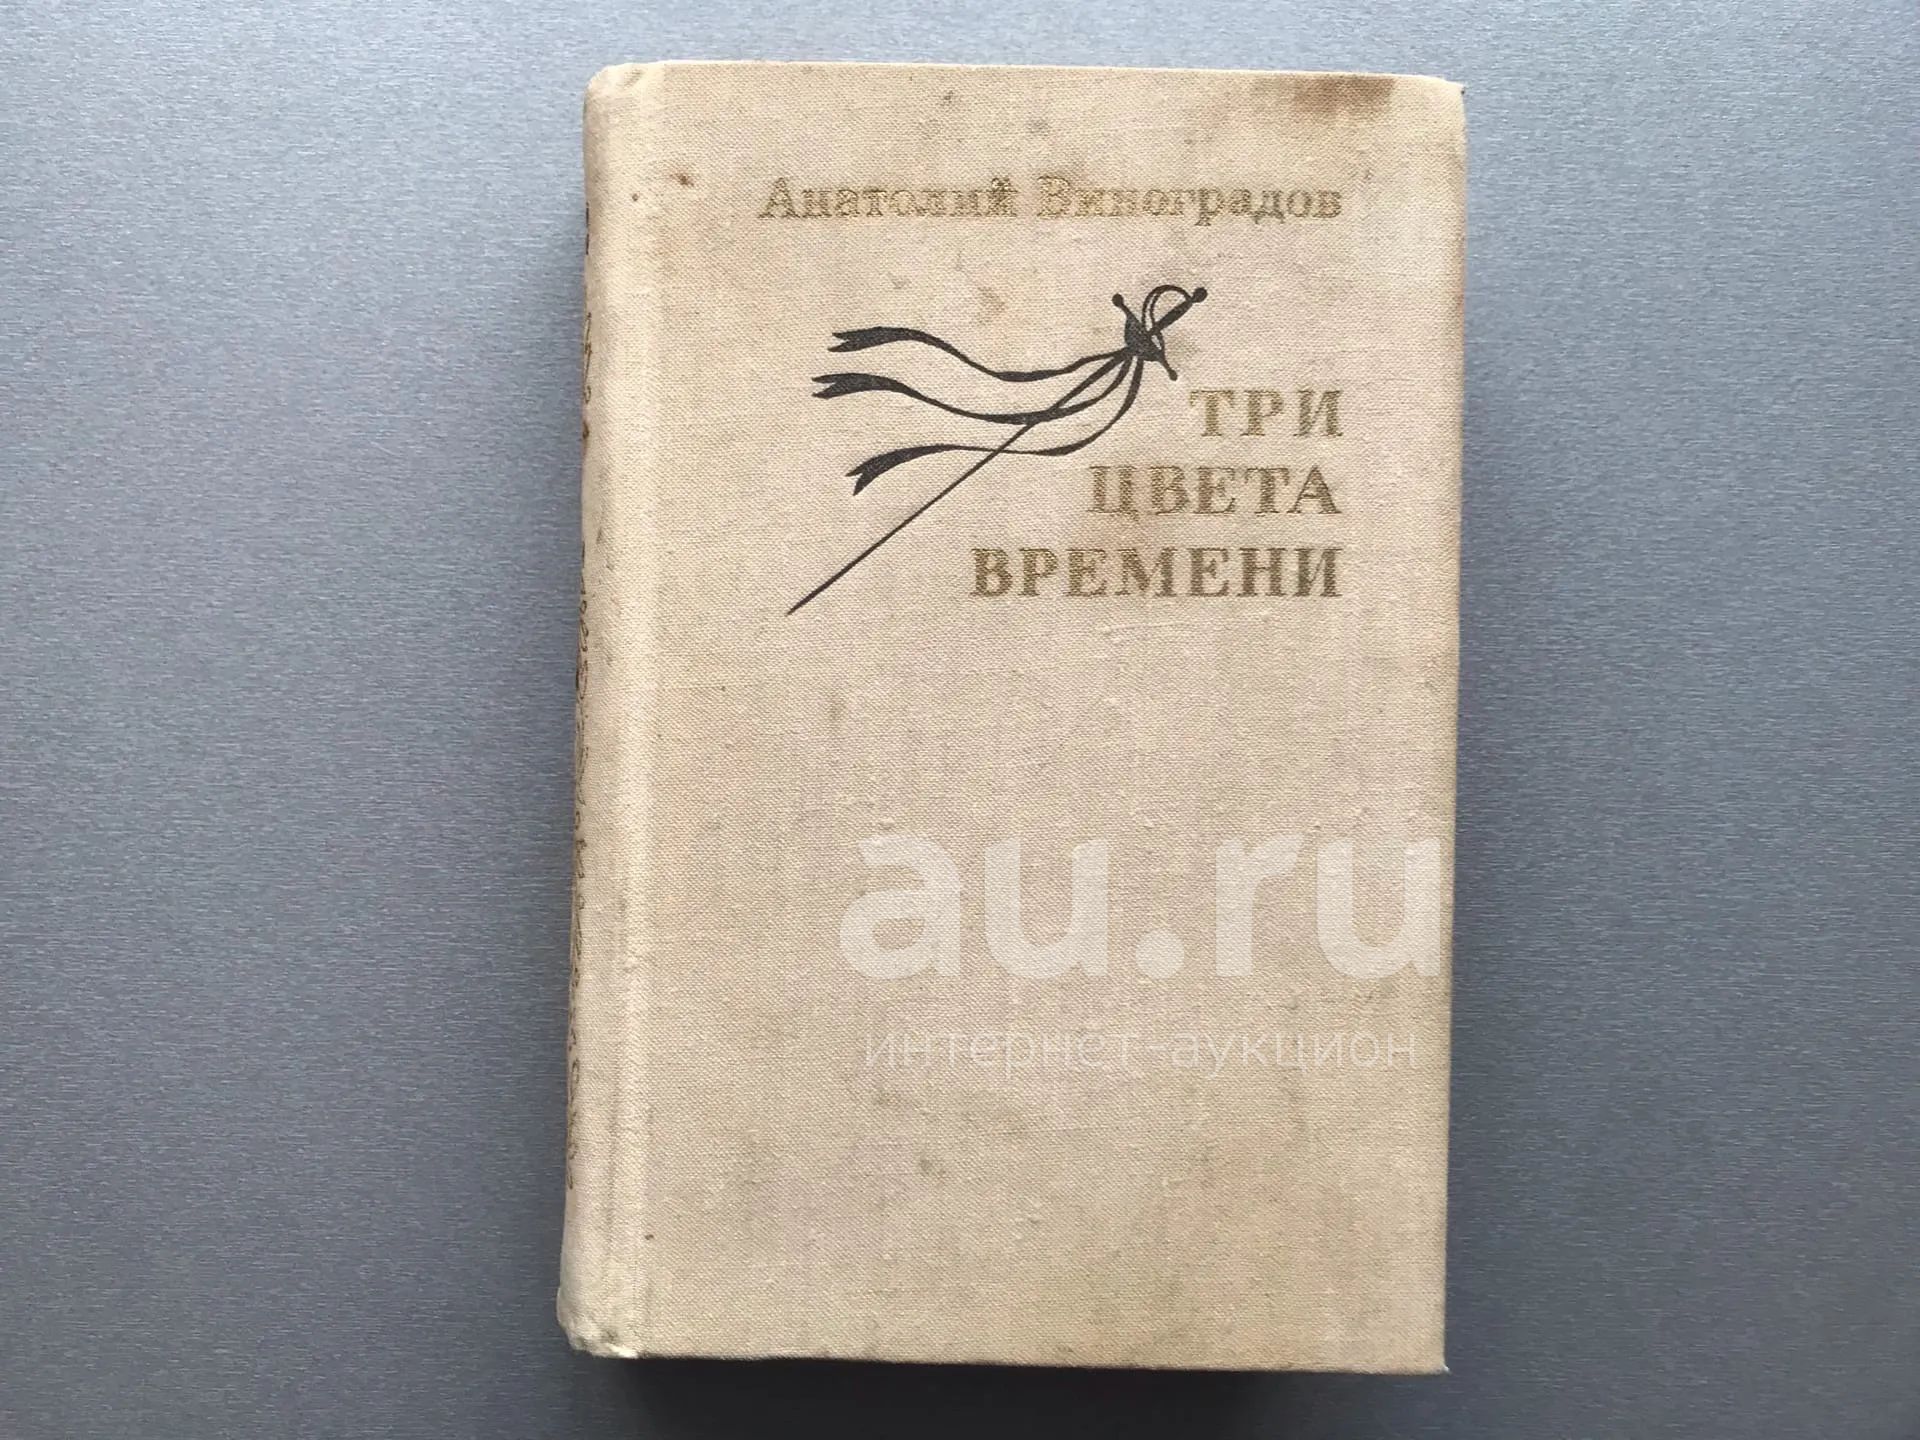 Анатолий Виноградов
ТРИ
ЦВЕТА
ВРЕМЕНИ
au.ru
интернет-аукцион